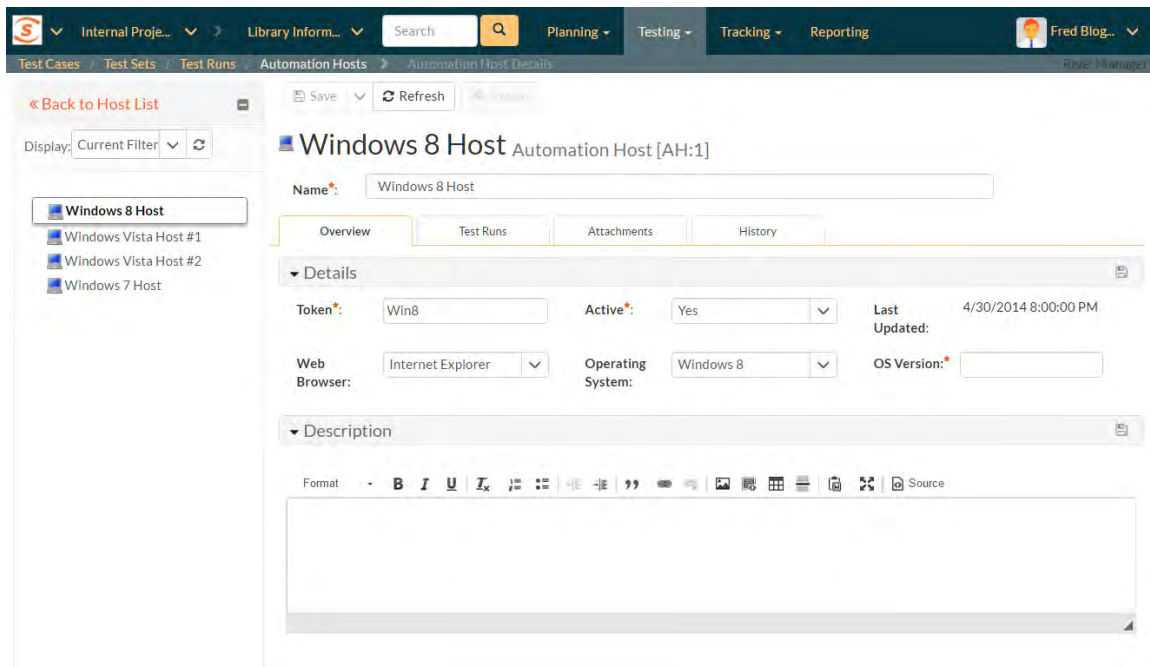 S Internal Proje... Library Inform... Search Planning Testing Tracking Reporting Fred Blog...
Test Cases / Test Sets / Test Runs / Automation Hosts > Automation Host Details Manager
« Back to Host List
Save Refresh
Display: Current Filter
Windows 8 Host Automation Host [AH:1]
Name*: Windows 8 Host
Windows 8 Host
Windows Vista Host #1
Windows Vista Host #2
Windows 7 Host
Overview Test Runs Attachments History
Details
Token*: Win8 Active*: Yes Last Updated: 4/30/2014 8:00:00 PM
Web Browser: Internet Explorer Operating System: Windows 8 OS Version:*
Description
Format B I U Ix Source